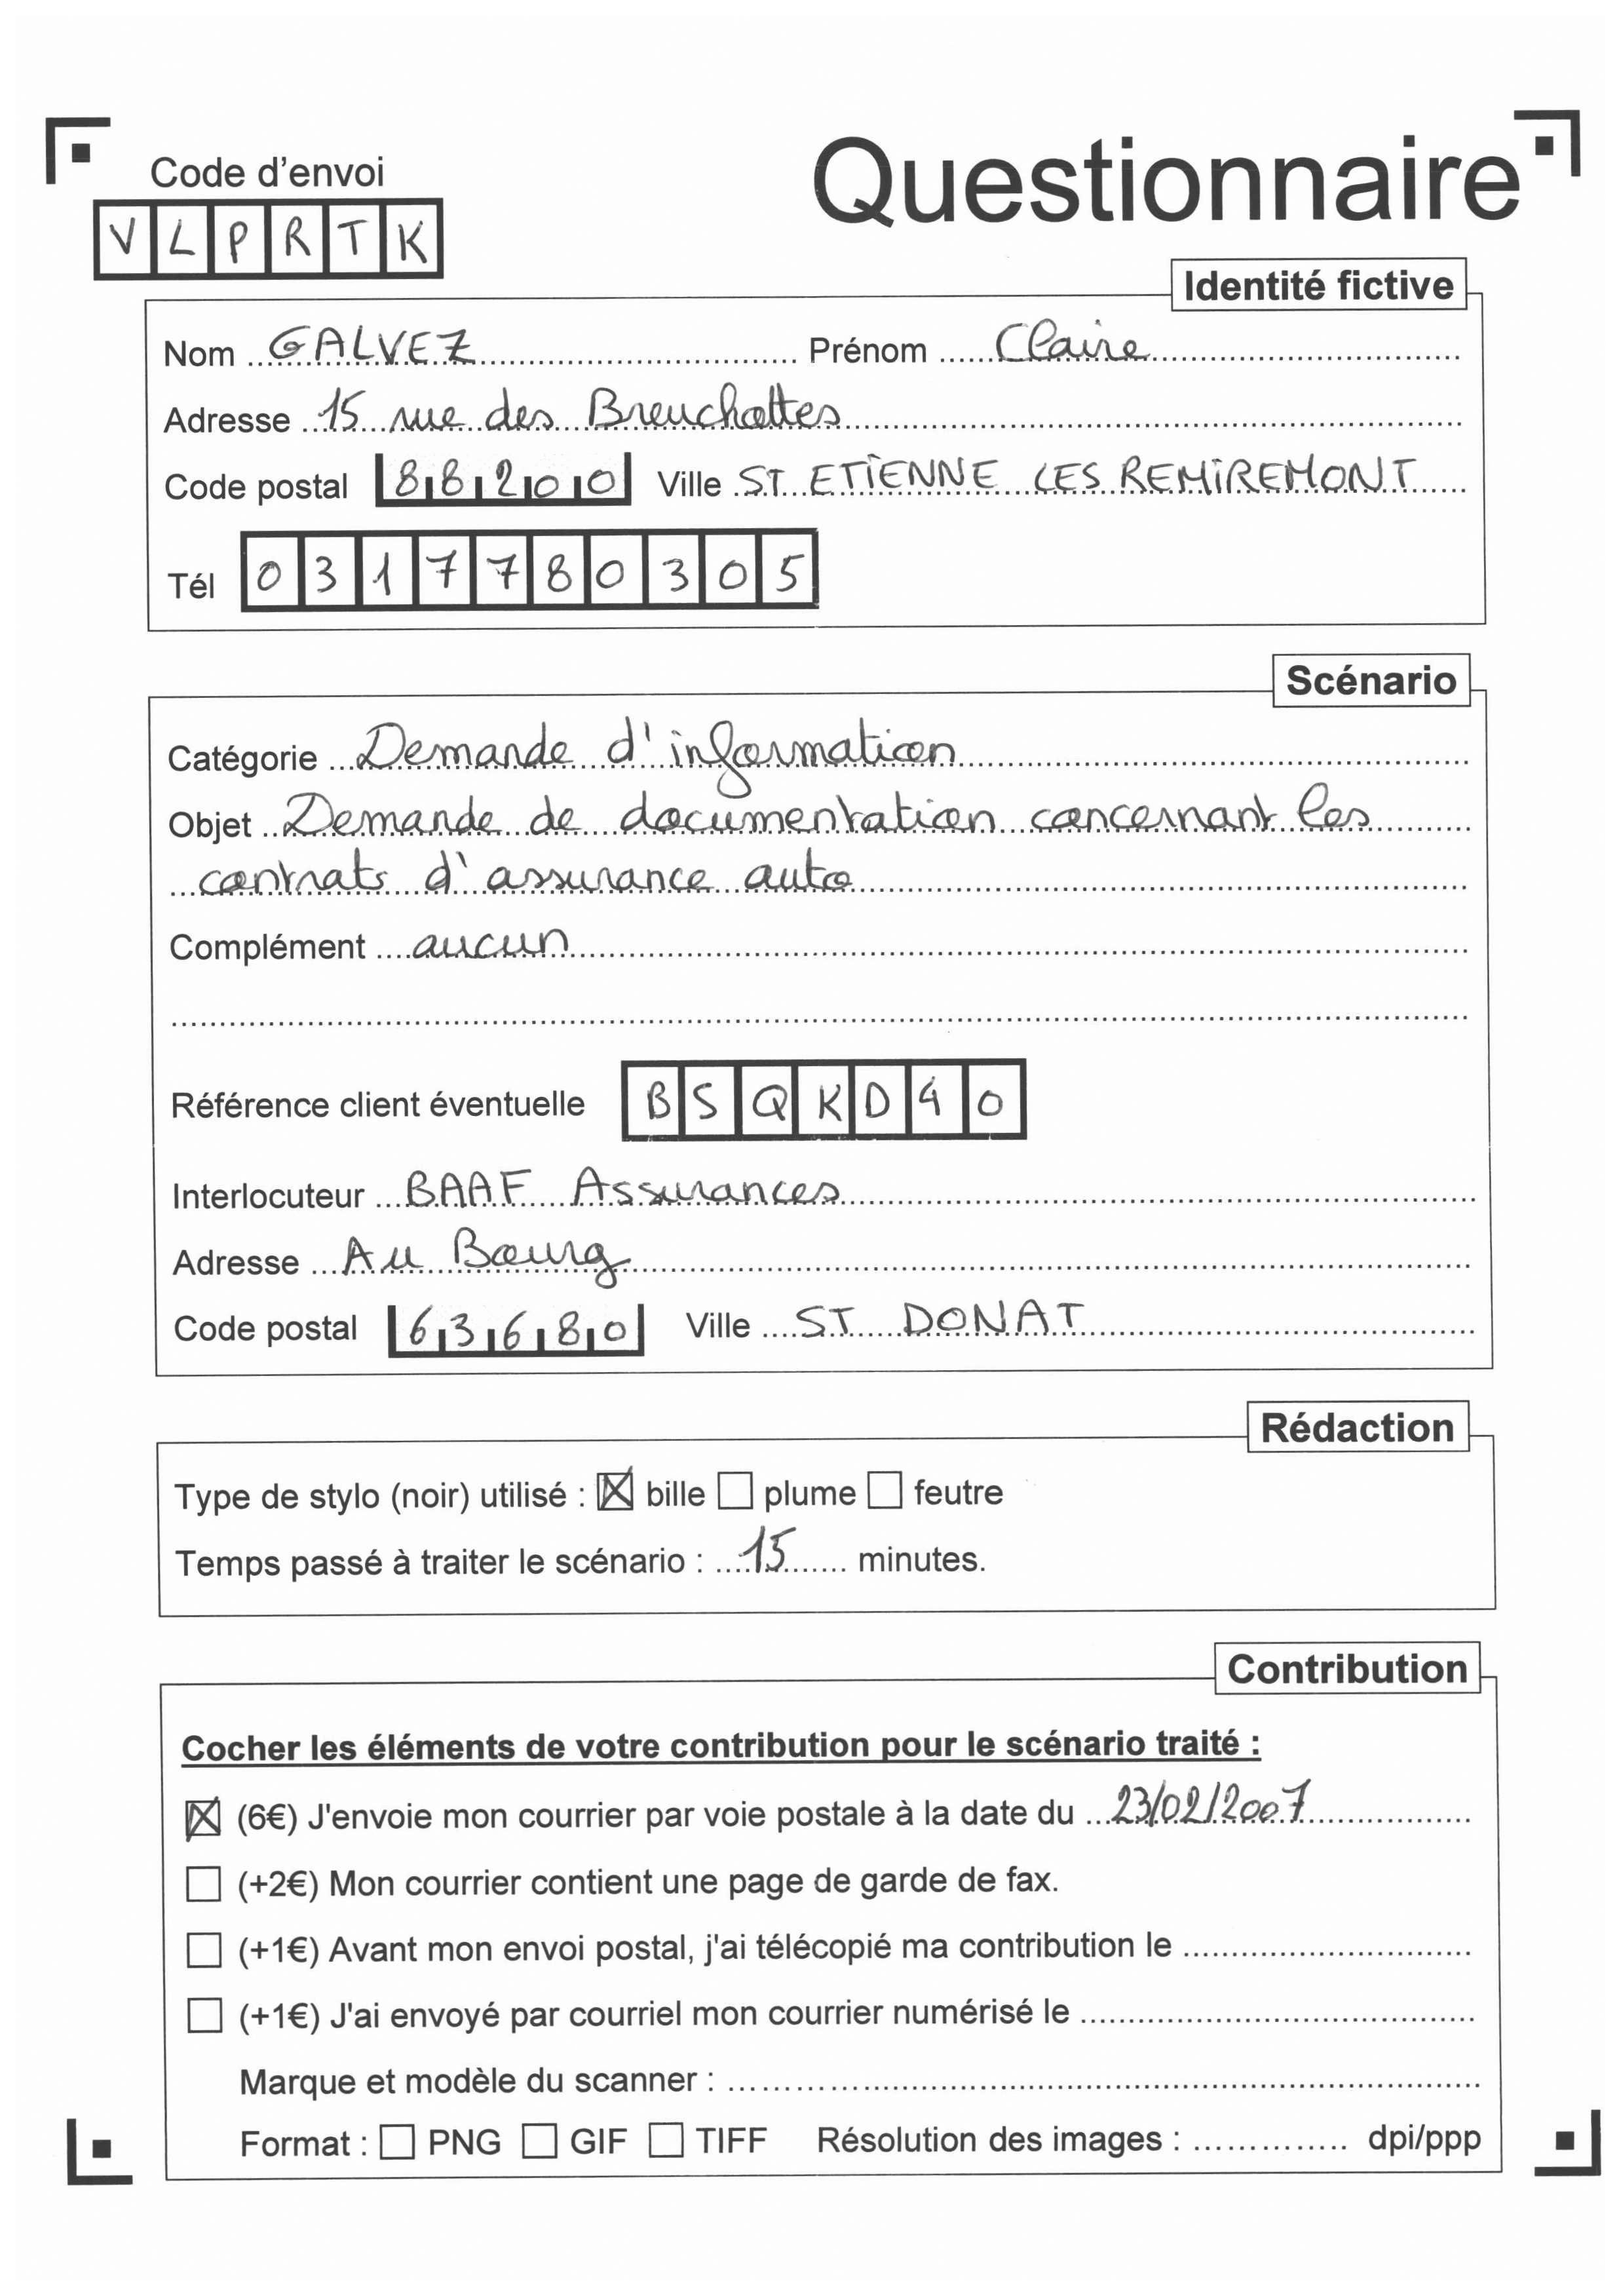 Questionnaire
Code d'envoi
VLPRTK
Identité fictive
Nom GALVEZ Prénom Claire
Adresse 15 rue des Breuchottes
Code postal 88200 Ville ST ETIENNE LES REMIREMONT
Tél 0317780305
Scénario
Catégorie Demande d'information
Objet Demande de documentation concernant les
contrats d'assurance auto
Complément aucun
Référence client éventuelle BSQKD40
Interlocuteur BAAF Assurances
Adresse Au Bourg
Code postal 63680 Ville ST DONAT
Rédaction
Type de stylo (noir) utilisé : ☒ bille ☐ plume ☐ feutre
Temps passé à traiter le scénario : 15 minutes.
Contribution
Cocher les éléments de votre contribution pour le scénario traité :
☒ (6€) J'envoie mon courrier par voie postale à la date du 23/02/2007
☐ (+2€) Mon courrier contient une page de garde de fax.
☐ (+1€) Avant mon envoi postal, j'ai télécopié ma contribution le
☐ (+1€) J'ai envoyé par courriel mon courrier numérisé le
Marque et modèle du scanner :
Format : ☐ PNG ☐ GIF ☐ TIFF Résolution des images : dpi/ppp